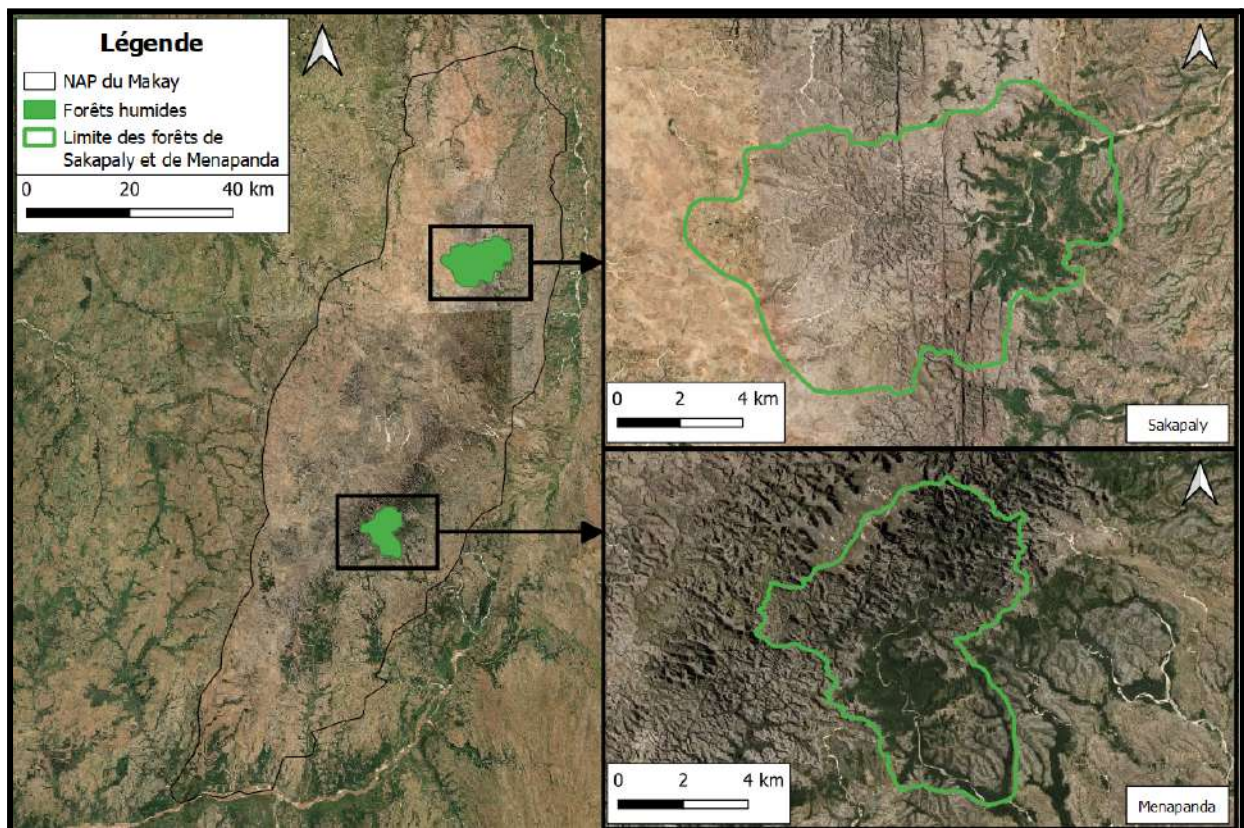 Légende
NAP du Makay
Forêts humides
Limite des forêts de
Sakapaly et de Menapanda
0 20 40 km
0 2 4 km
Sakapaly
0 2 4 km
Menapanda